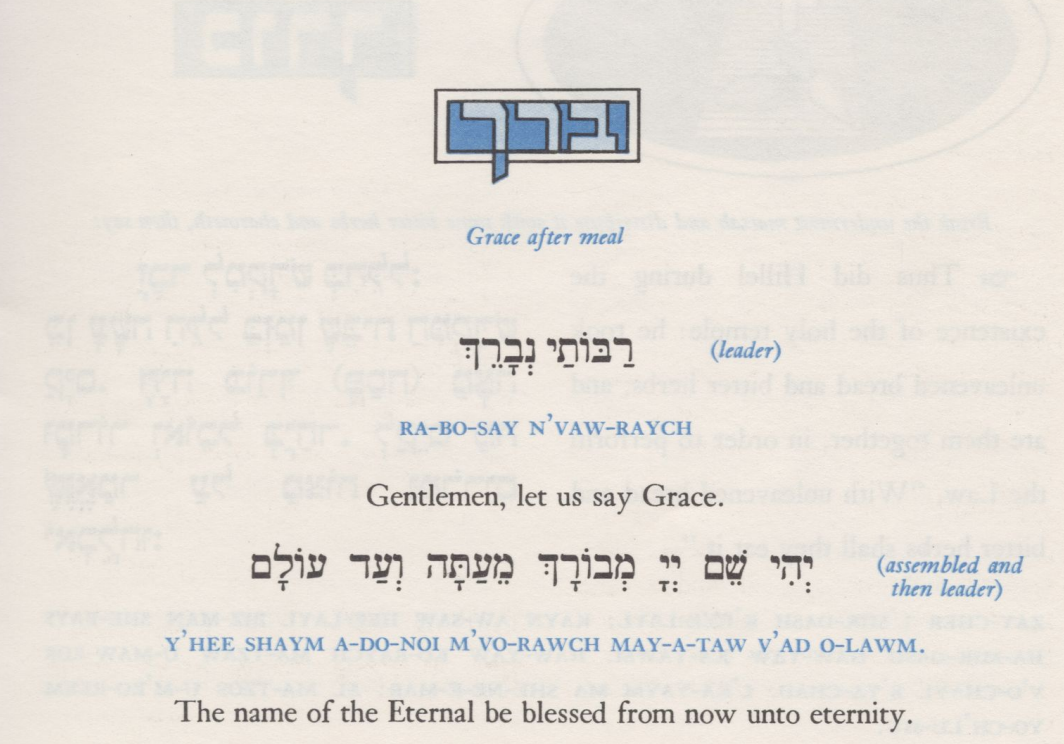 Grace after meal
רַבּוֹתַי נְבָרֵךְ (leader)
RA-BO-SAY N’VAW-RAYCH
Gentlemen, let us say Grace.
יְהִי שֵׁם יְיָ מְבוֹרָךְ מֵעַתָּה וְעַד עוֹלָם (assembled and
then leader)
Y’HEE SHAYM A-DO-NOI M’VO-RAWCH MAY-A-TAW V’AD O-LAWM.
The name of the Eternal be blessed from now unto eternity.